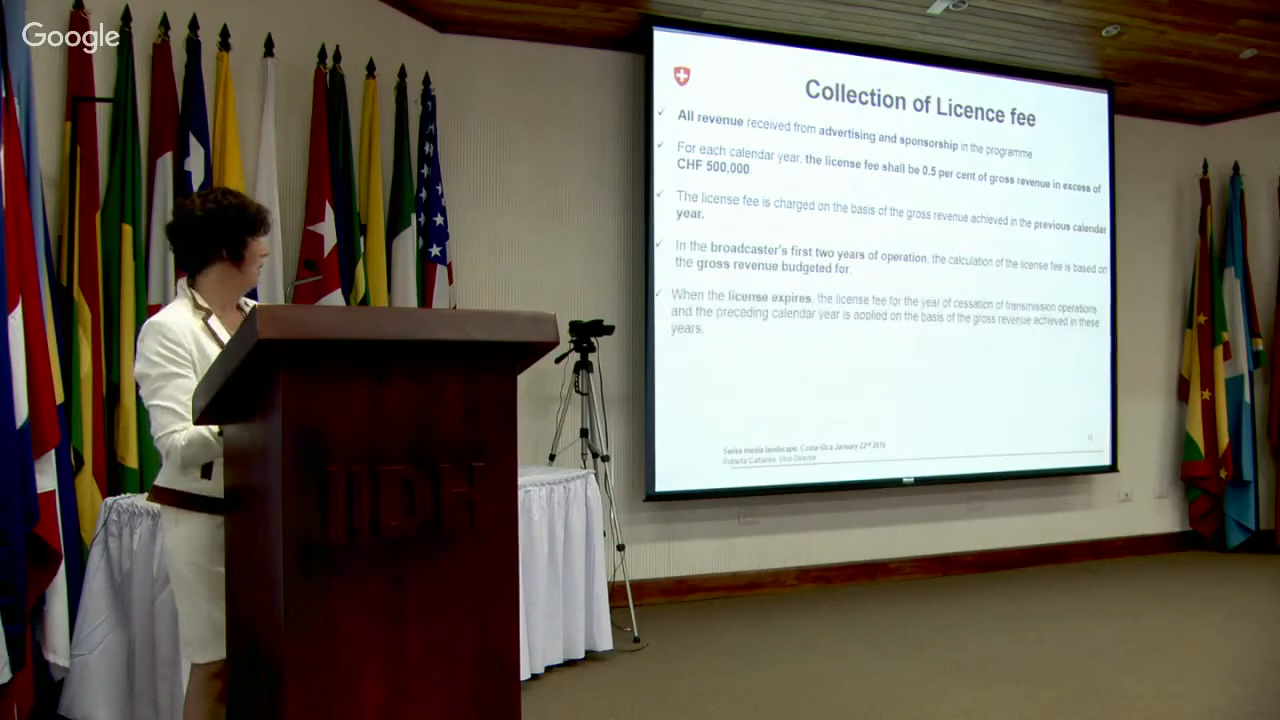 Google
Collection of Licence fee
All revenue received from advertising and sponsorship in the programme
For each calendar year, the license fee shall be 0.5 per cent of gross revenue in excess of
CHF 500,000.
The license fee is charged on the basis of the gross revenue achieved in the previous calendar
year.
In the broadcaster's first two years of operation, the calculation of the license fee is based on
the gross revenue budgeted for.
When the license expires, the license fee for the year of cessation of transmission operations
and the preceding calendar year is applied on the basis of the gross revenue achieved in these
years.
Swiss media landscape, Costa Rica January 22nd 2016
Roberta Cattaneo, Vice Director
IIDH